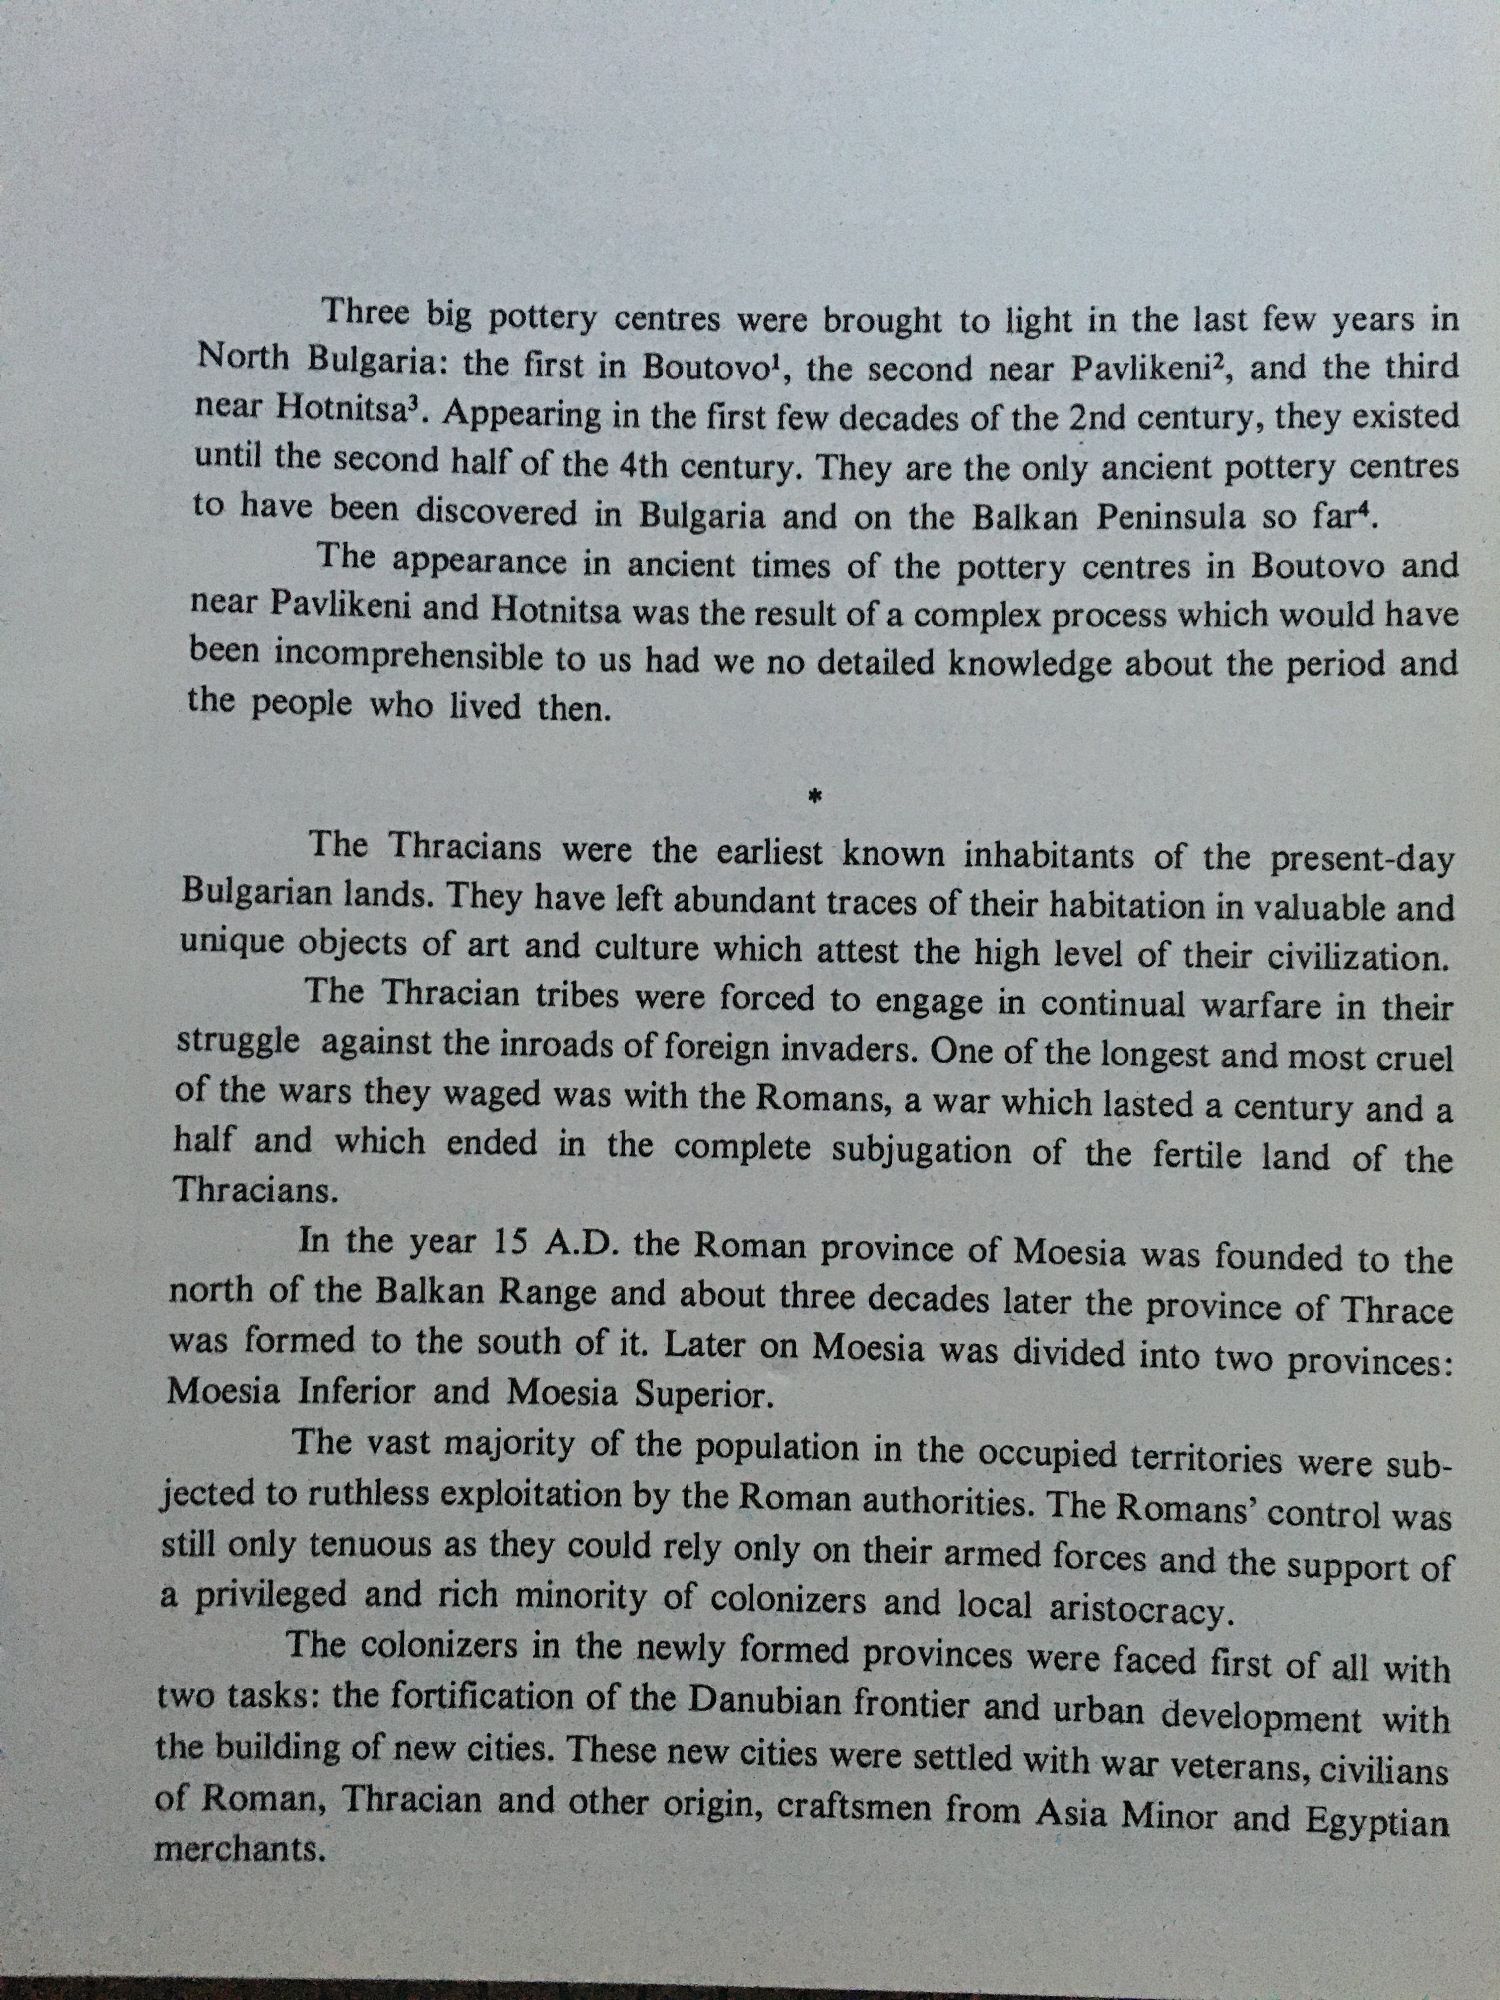 Three big pottery centres were brought to light in the last few years in
North Bulgaria: the first in Boutovo¹, the second near Pavlikeni², and the third
near Hotnitsa³. Appearing in the first few decades of the 2nd century, they existed
until the second half of the 4th century. They are the only ancient pottery centres
to have been discovered in Bulgaria and on the Balkan Peninsula so far⁴.
The appearance in ancient times of the pottery centres in Boutovo and
near Pavlikeni and Hotnitsa was the result of a complex process which would have
been incomprehensible to us had we no detailed knowledge about the period and
the people who lived then.
*
The Thracians were the earliest known inhabitants of the present-day
Bulgarian lands. They have left abundant traces of their habitation in valuable and
unique objects of art and culture which attest the high level of their civilization.
The Thracian tribes were forced to engage in continual warfare in their
struggle against the inroads of foreign invaders. One of the longest and most cruel
of the wars they waged was with the Romans, a war which lasted a century and a
half and which ended in the complete subjugation of the fertile land of the
Thracians.
In the year 15 A.D. the Roman province of Moesia was founded to the
north of the Balkan Range and about three decades later the province of Thrace
was formed to the south of it. Later on Moesia was divided into two provinces:
Moesia Inferior and Moesia Superior.
The vast majority of the population in the occupied territories were sub-
jected to ruthless exploitation by the Roman authorities. The Romans’ control was
still only tenuous as they could rely only on their armed forces and the support of
a privileged and rich minority of colonizers and local aristocracy.
The colonizers in the newly formed provinces were faced first of all with
two tasks: the fortification of the Danubian frontier and urban development with
the building of new cities. These new cities were settled with war veterans, civilians
of Roman, Thracian and other origin, craftsmen from Asia Minor and Egyptian
merchants.